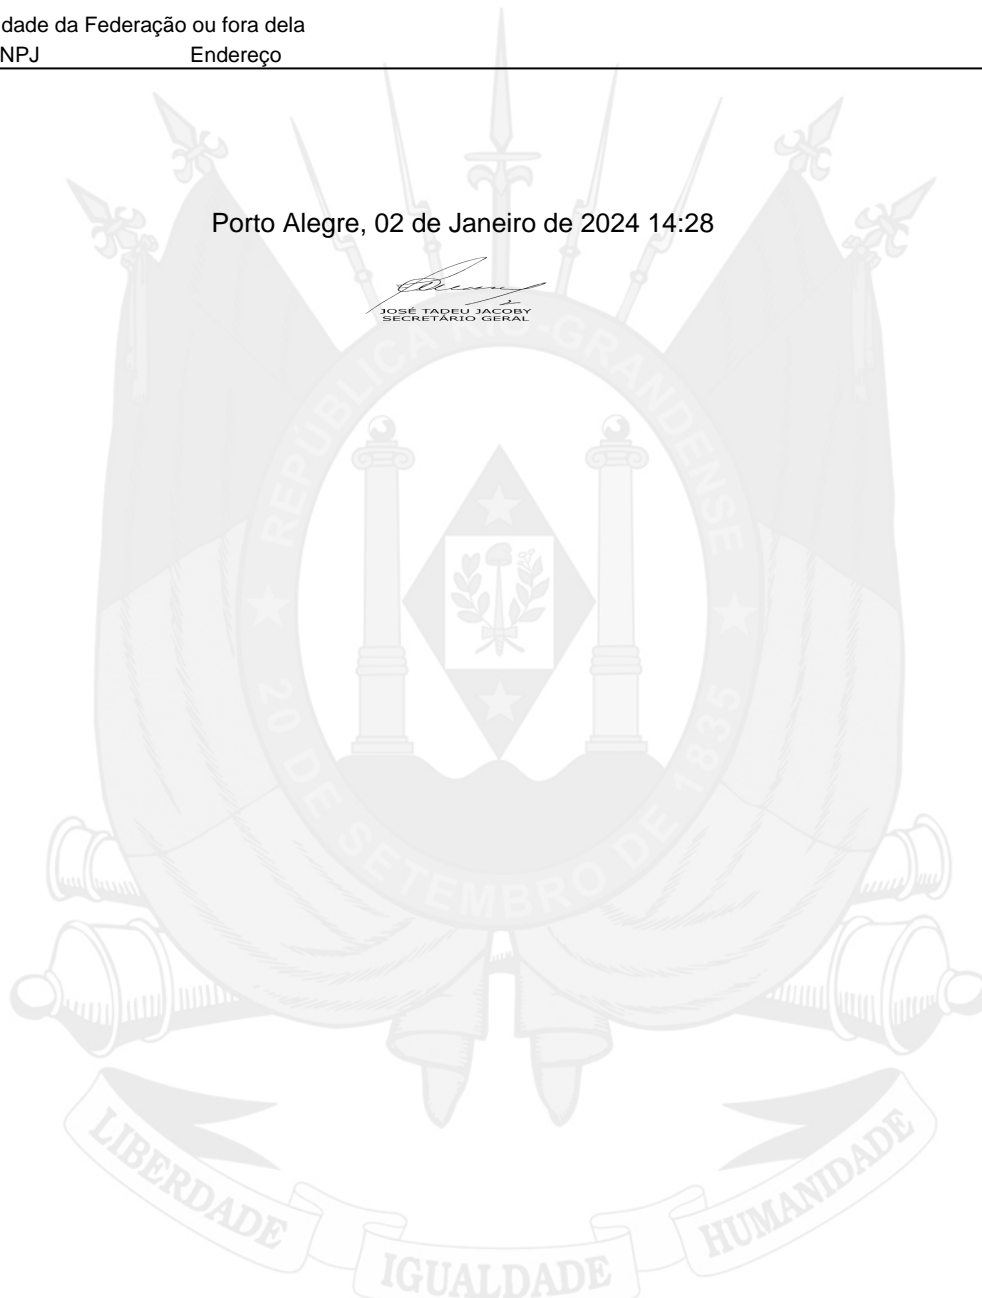 dade da Federação ou fora dela
NPJ Endereço
Porto Alegre, 02 de Janeiro de 2024 14:28
JOSÉ TADEU JACOBY
SECRETÁRIO GERAL
REPÚBLICA RIO-GRANDENSE
20 DE SETEMBRO DE 1835
LIBERDADE
IGUALDADE
HUMANIDADE